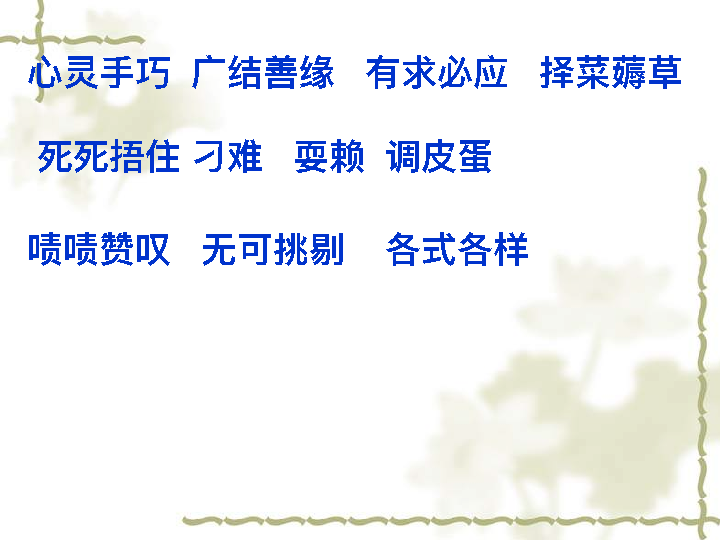 心灵手巧 广结善缘 有求必应 择菜薅草
死死捂住 刁难 耍赖 调皮蛋
啧啧赞叹 无可挑剔 各式各样